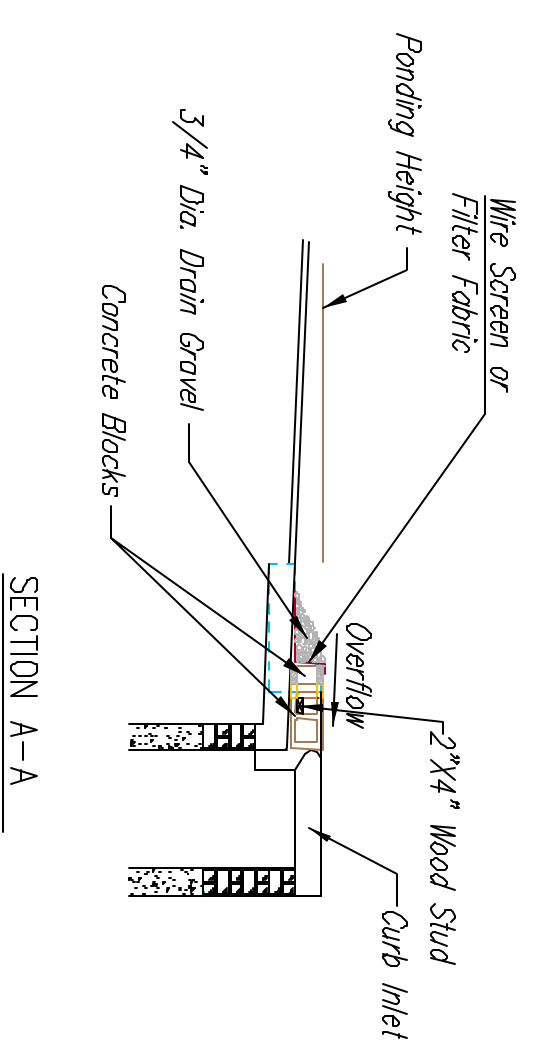 Wire Screen or
Filter Fabric
Ponding Height
3/4" Dia. Drain Gravel
Concrete Blocks
Overflow
2"X4" Wood Stud
Curb Inlet
SECTION A-A